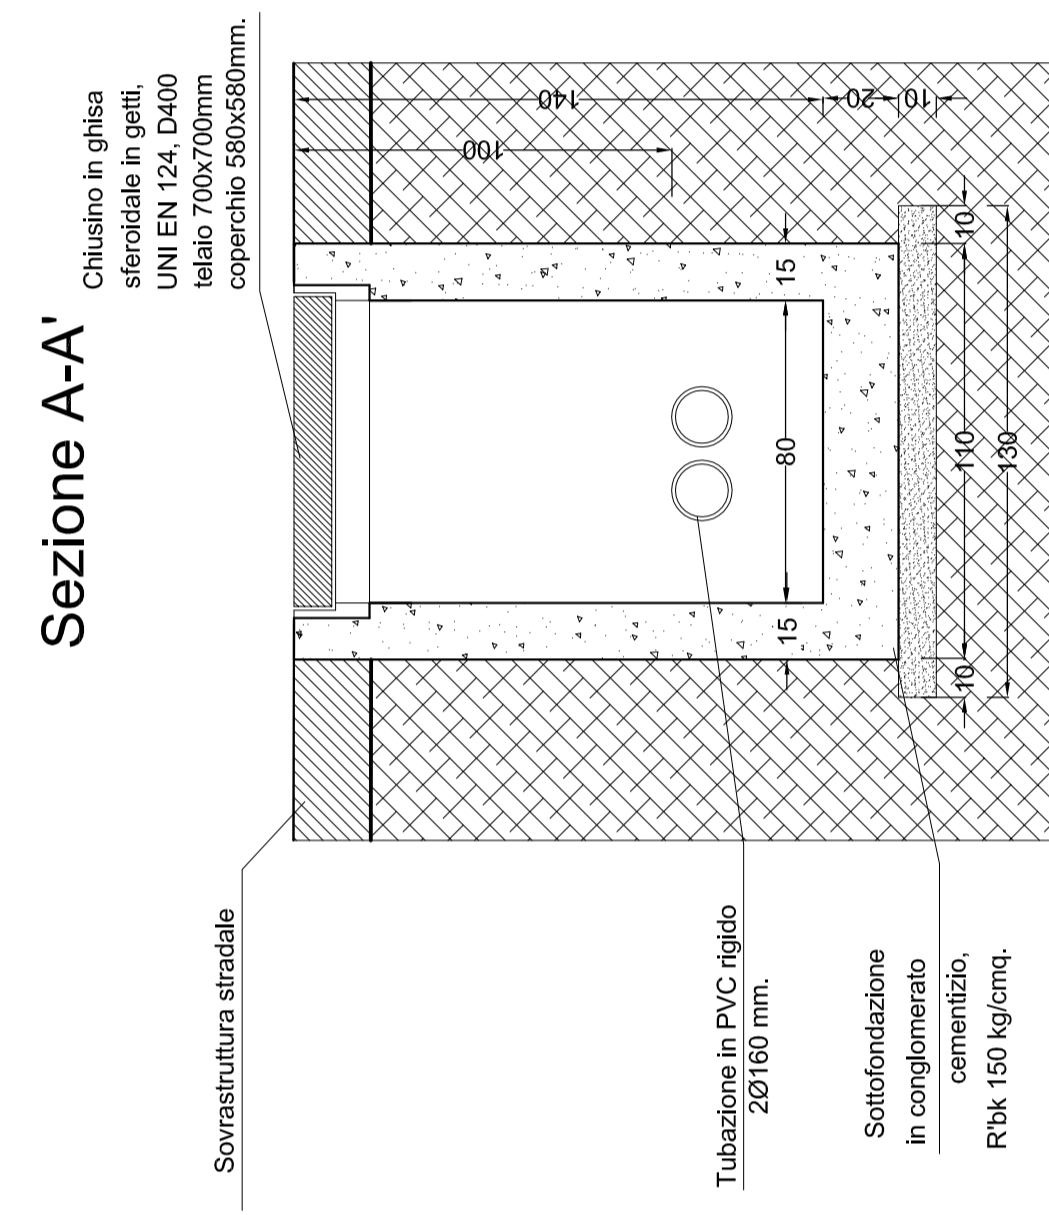 Sezione A-A'
Chiusino in ghisa
sferoidale in getti,
UNI EN 124, D400
telaio 700x700mm
coperchio 580x580mm.
Sovrastruttura stradale
Tubazione in PVC rigido
2Ø160 mm.
Sottofondazione
in conglomerato
cementizio,
R'bk 150 kg/cmq.
140
20
10
100
15
80
15
10
110
10
130